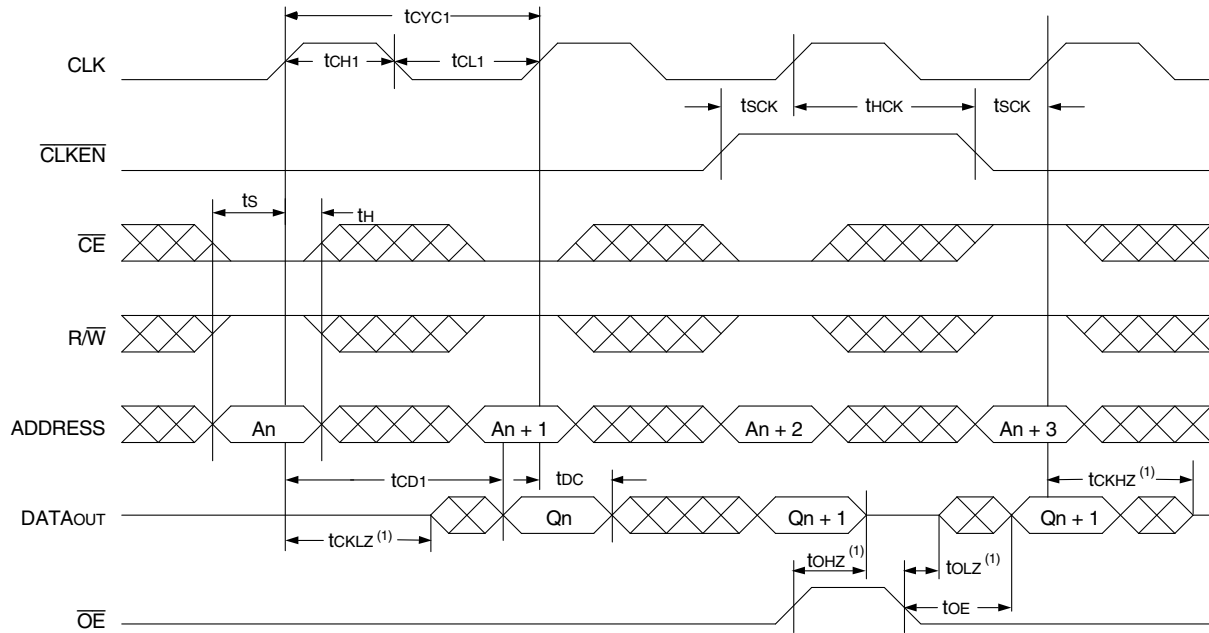 tCYC1
CLK
tCH1
tCL1
tSCK
tHCK
tSCK
CLKEN
tS
tH
CE
R/W
ADDRESS
An
An + 1
An + 2
An + 3
tCD1
tDC
tCKHZ (1)
DATAOUT
Qn
Qn + 1
Qn + 1
tCKLZ (1)
tOHZ (1)
tOLZ (1)
tOE
OE